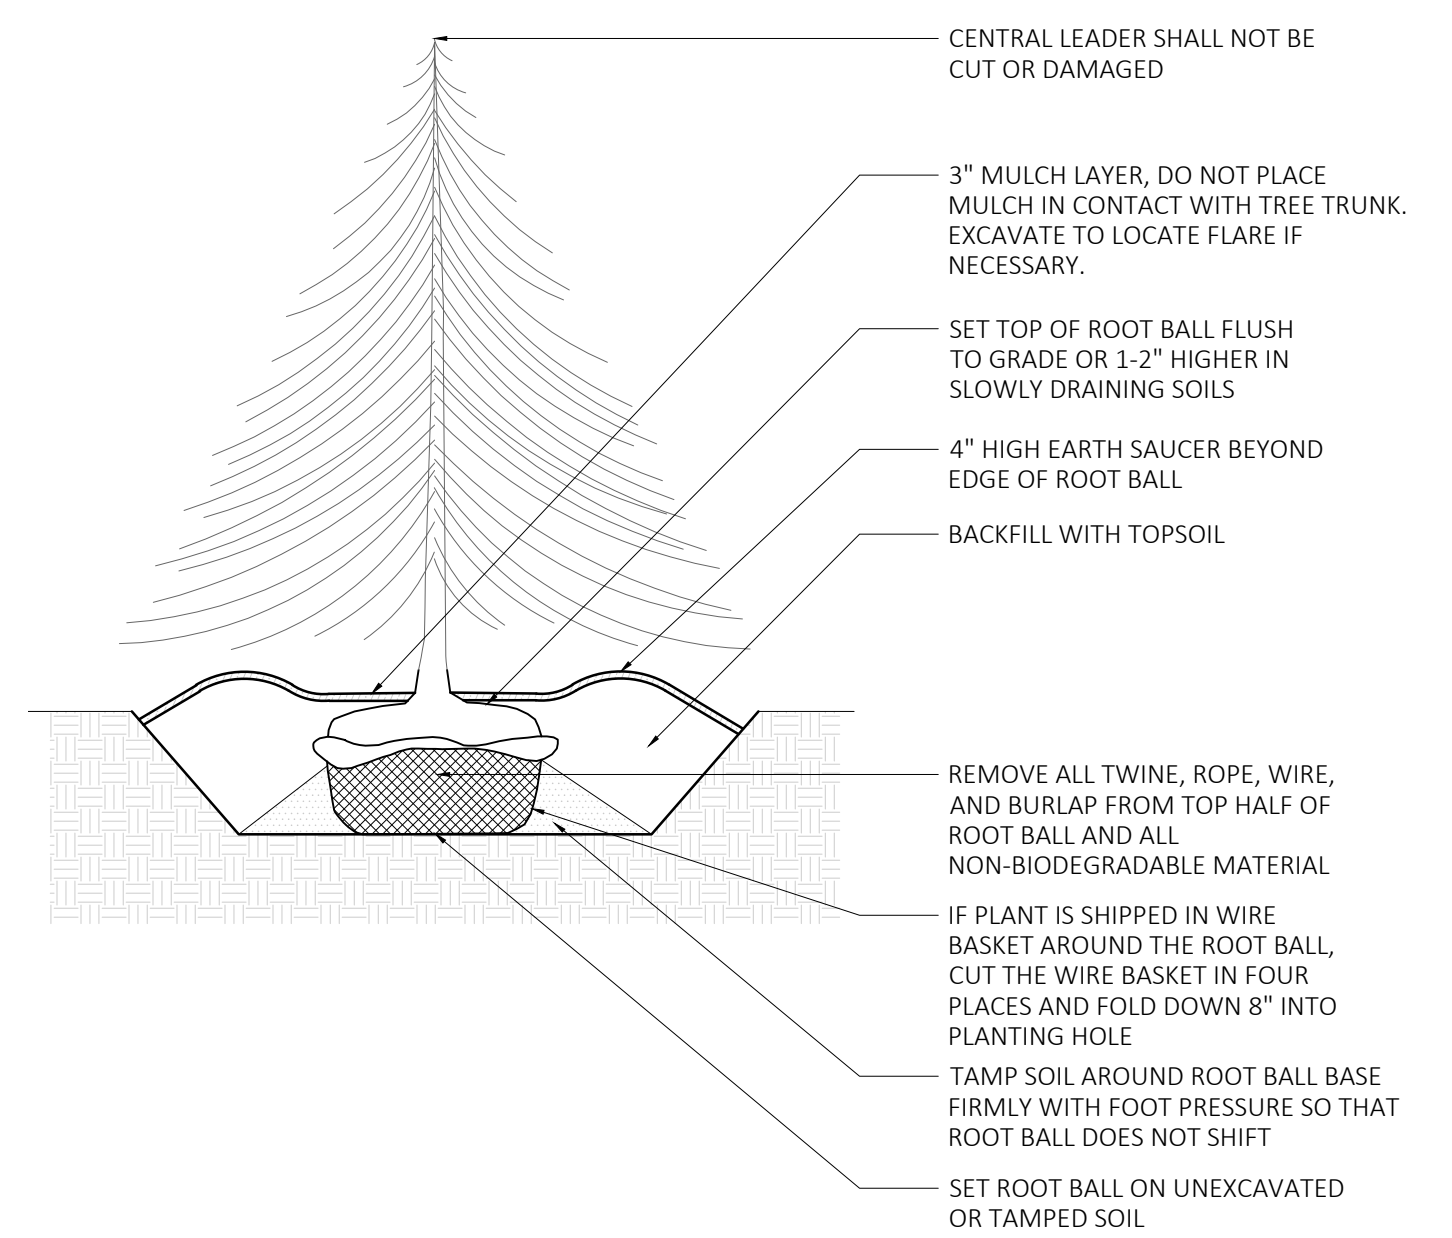 CENTRAL LEADER SHALL NOT BE
CUT OR DAMAGED
3" MULCH LAYER, DO NOT PLACE
MULCH IN CONTACT WITH TREE TRUNK.
EXCAVATE TO LOCATE FLARE IF
NECESSARY.
SET TOP OF ROOT BALL FLUSH
TO GRADE OR 1-2" HIGHER IN
SLOWLY DRAINING SOILS
4" HIGH EARTH SAUCER BEYOND
EDGE OF ROOT BALL
BACKFILL WITH TOPSOIL
REMOVE ALL TWINE, ROPE, WIRE,
AND BURLAP FROM TOP HALF OF
ROOT BALL AND ALL
NON-BIODEGRADABLE MATERIAL
IF PLANT IS SHIPPED IN WIRE
BASKET AROUND THE ROOT BALL,
CUT THE WIRE BASKET IN FOUR
PLACES AND FOLD DOWN 8" INTO
PLANTING HOLE
TAMP SOIL AROUND ROOT BALL BASE
FIRMLY WITH FOOT PRESSURE SO THAT
ROOT BALL DOES NOT SHIFT
SET ROOT BALL ON UNEXCAVATED
OR TAMPED SOIL